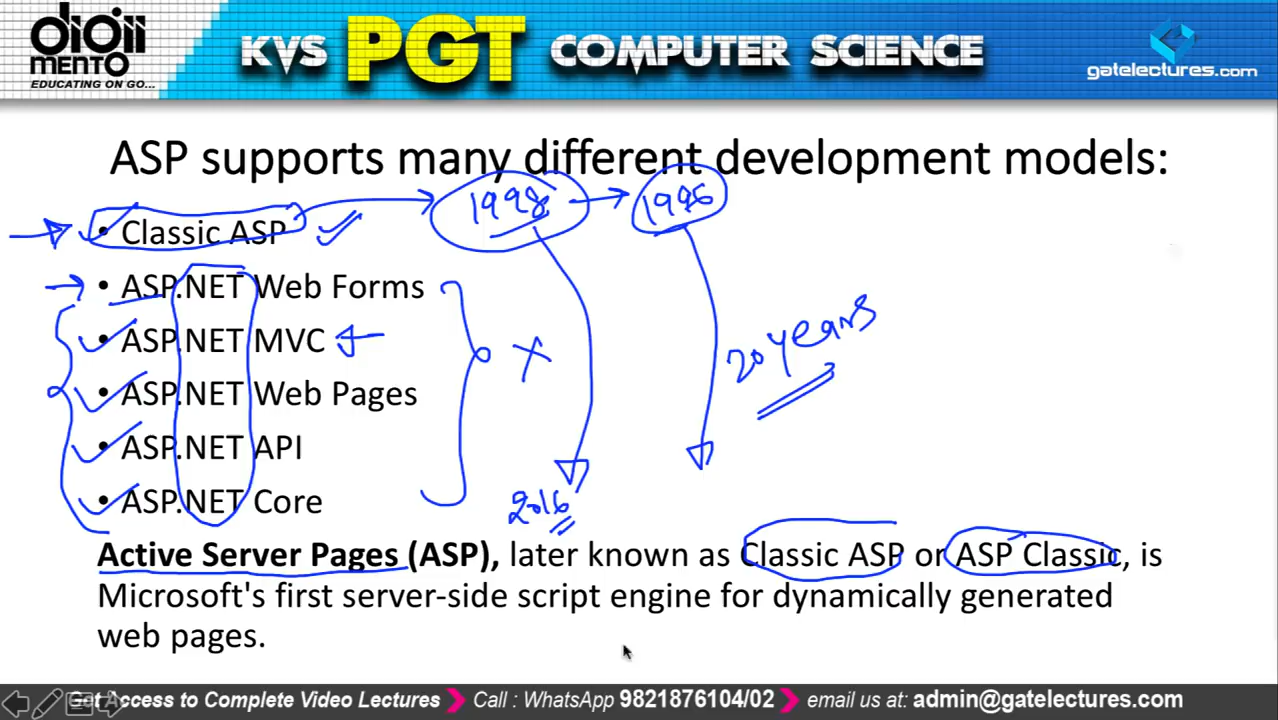 digii
MENTO
EDUCATING ON GO...
KVS PGT COMPUTER SCIENCE
gatelectures.com
ASP supports many different development models:
1998 1996
• Classic ASP
• ASP.NET Web Forms
• ASP.NET MVC
20 years
• ASP.NET Web Pages
• ASP.NET API
• ASP.NET Core
2016
Active Server Pages (ASP), later known as Classic ASP or ASP Classic, is
Microsoft's first server-side script engine for dynamically generated
web pages.
Get Access to Complete Video Lectures Call : WhatsApp 9821876104/02 email us at: admin@gatelectures.com